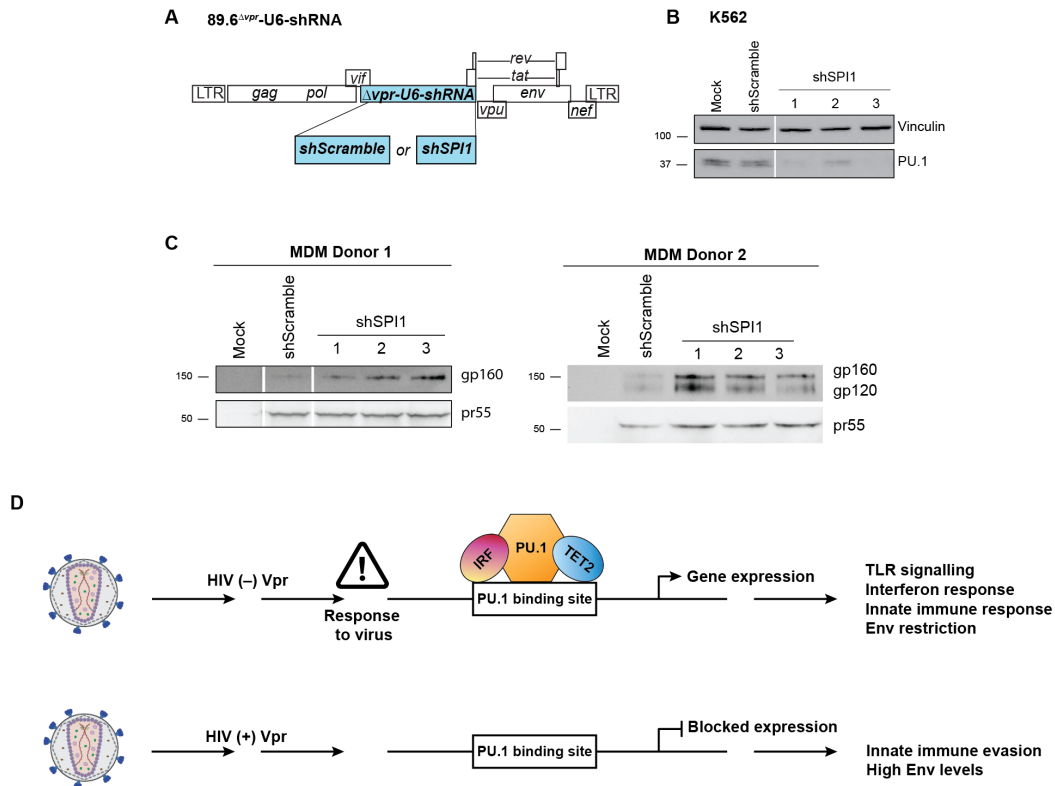 A 89.6Δvpr-U6-shRNA
rev
tat
vif
LTR gag pol Δvpr-U6-shRNA env LTR
vpu nef
shScramble or shSPI1
B K562
Mock shScramble shSPI1
1 2 3
Vinculin
100
37 PU.1
C
MDM Donor 1
Mock shScramble shSPI1
1 2 3
150 gp160
50 pr55
MDM Donor 2
Mock shScramble shSPI1
1 2 3
150 gp160
gp120
50 pr55
D
HIV (–) Vpr
Response
to virus
IRF PU.1 TET2
PU.1 binding site
Gene expression
TLR signalling
Interferon response
Innate immune response
Env restriction
HIV (+) Vpr
PU.1 binding site
Blocked expression
Innate immune evasion
High Env levels